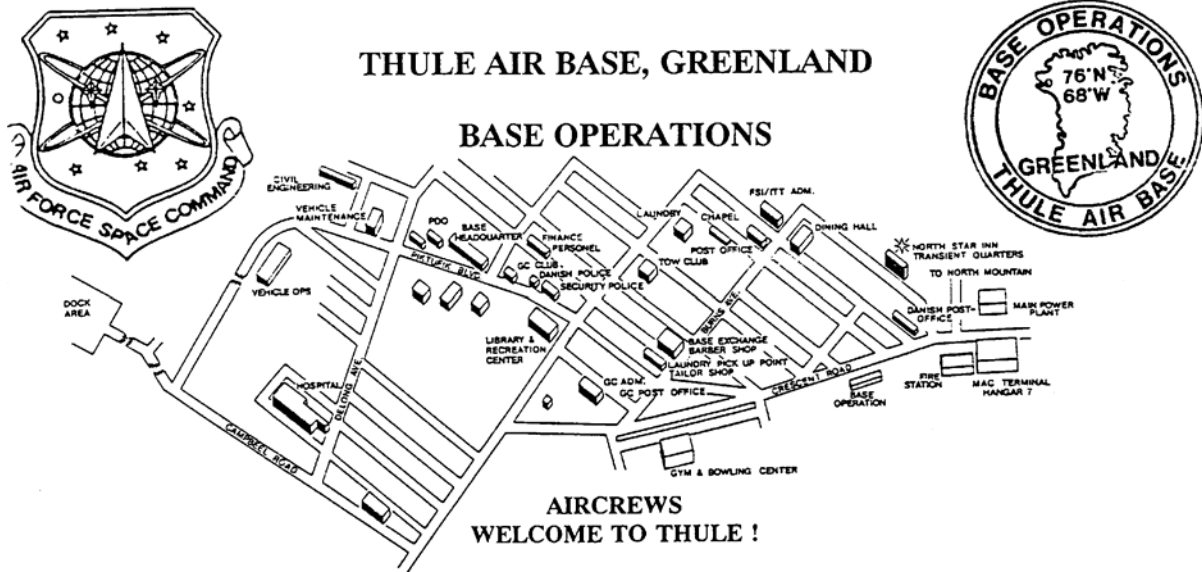 THULE AIR BASE, GREENLAND
BASE OPERATIONS
AIR FORCE SPACE COMMAND
BASE OPERATIONS
76°N
68°W
GREENLAND
THULE AIR BASE
CIVIL
ENGINEERING
VEHICLE
MAINTENANCE
PDO
BASE
HEADQUARTER
FINANCE
PERSONEL
LAUNDRY
CHAPEL
FSI/ITT ADM.
POST OFFICE
DINING HALL
NORTH STAR INN
TRANSIENT QUARTERS
TO NORTH MOUNTAIN
PIKTUFIK BLVD
GC CLUB.
DANISH POLICE
SECURITY POLICE
TOW CLUB
VEHICLE OPS
DOCK
AREA
DANISH POST-
OFFICE
MAIN POWER
PLANT
BURNS AVE.
LIBRARY &
RECREATION
CENTER
BASE EXCHANGE
BARBER SHOP
LAUNDRY PICK UP POINT
TAILOR SHOP
HOSPITAL
DELONG AVE.
GC ADM.
GC POST OFFICE
CRESCENT ROAD
BASE
OPERATION
FIRE
STATION
MAC TERMINAL
HANGAR 7
CAMPBEEL ROAD
GYM & BOWLING CENTER
AIRCREWS
WELCOME TO THULE !